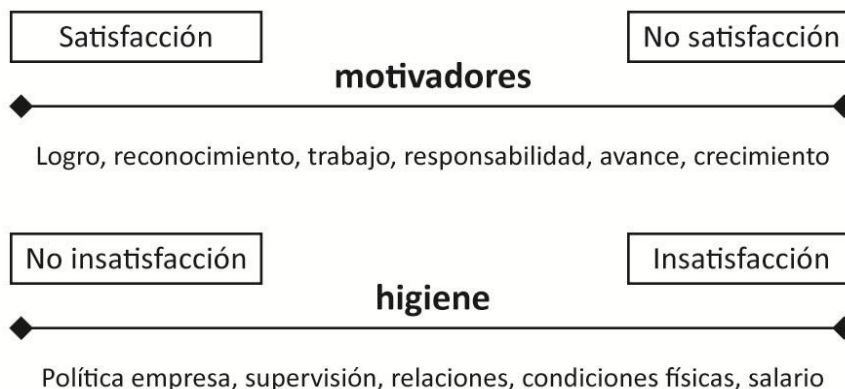 Satisfacción
No satisfacción
motivadores
Logro, reconocimiento, trabajo, responsabilidad, avance, crecimiento
No insatisfacción
Insatisfacción
higiene
Política empresa, supervisión, relaciones, condiciones físicas, salario